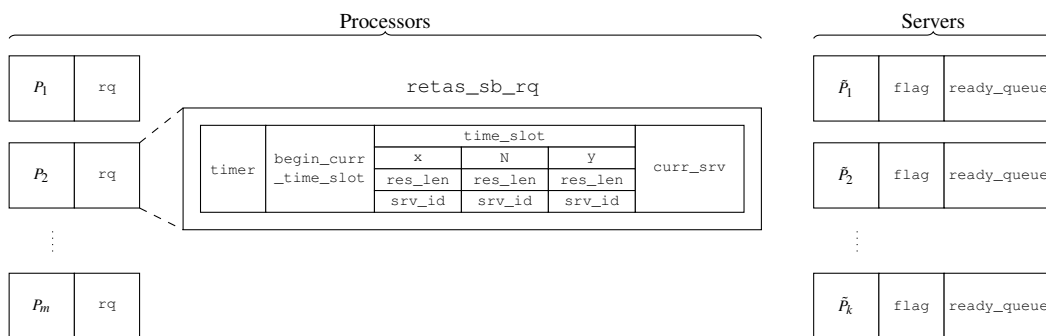 Processors Servers
P1 rq
retas_sb_rq
P̃1 flag ready_queue
P2 rq
timer
begin_curr
_time_slot
time_slot
x N y
res_len res_len res_len
srv_id srv_id srv_id
curr_srv
P̃2 flag ready_queue
Pm rq
P̃k flag ready_queue